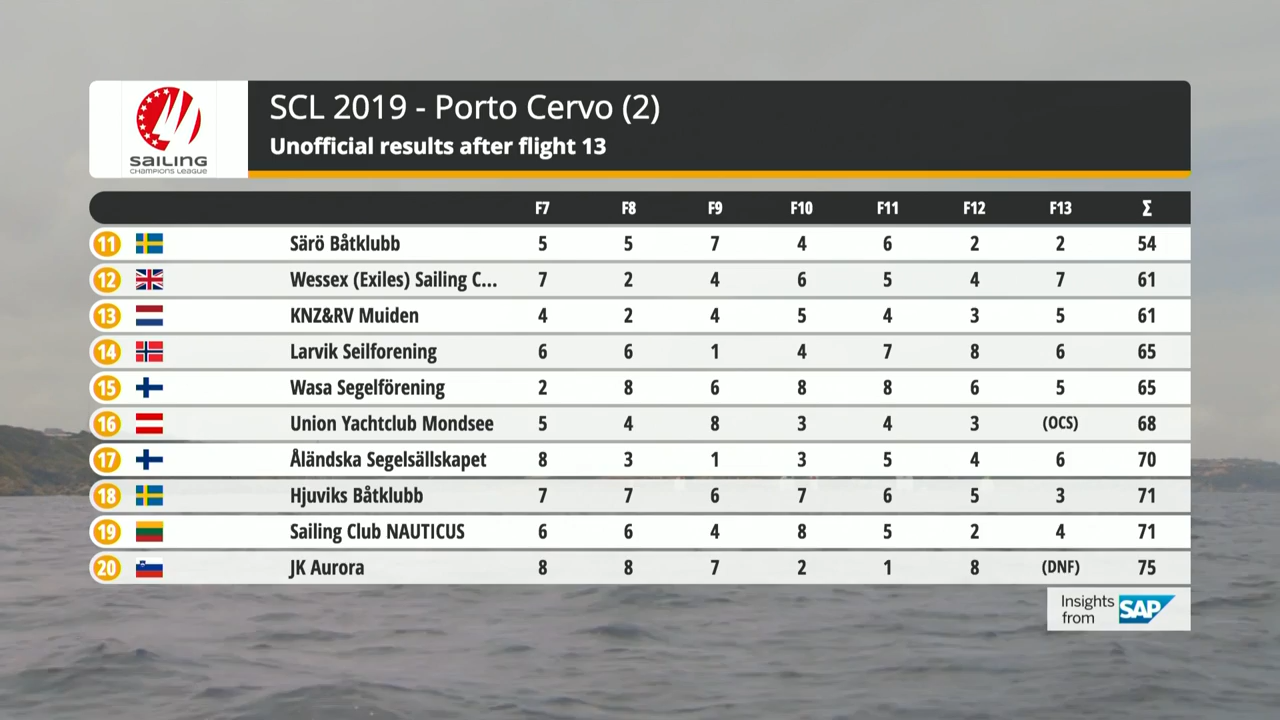 SCL 2019 - Porto Cervo (2)
Unofficial results after flight 13
SAILING
CHAMPIONS LEAGUE
F7 F8 F9 F10 F11 F12 F13 Σ
11 Särö Båtklubb 5 5 7 4 6 2 2 54
12 Wessex (Exiles) Sailing C... 7 2 4 6 5 4 7 61
13 KNZ&RV Muiden 4 2 4 5 4 3 5 61
14 Larvik Seilforening 6 6 1 4 7 8 6 65
15 Wasa Segelförening 2 8 6 8 8 6 5 65
16 Union Yachtclub Mondsee 5 4 8 3 4 3 (OCS) 68
17 Åländska Segelsällskapet 8 3 1 3 5 4 6 70
18 Hjuviks Båtklubb 7 7 6 7 6 5 3 71
19 Sailing Club NAUTICUS 6 6 4 8 5 2 4 71
20 JK Aurora 8 8 7 2 1 8 (DNF) 75
Insights
from SAP